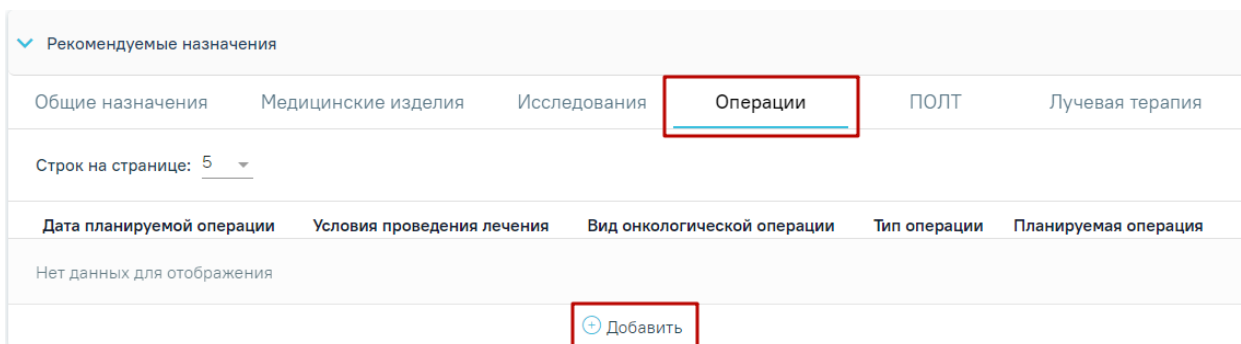 Рекомендуемые назначения
Общие назначения Медицинские изделия Исследования Операции ПОЛТ Лучевая терапия
Строк на странице: 5
Дата планируемой операции Условия проведения лечения Вид онкологической операции Тип операции Планируемая операция
Нет данных для отображения
Добавить